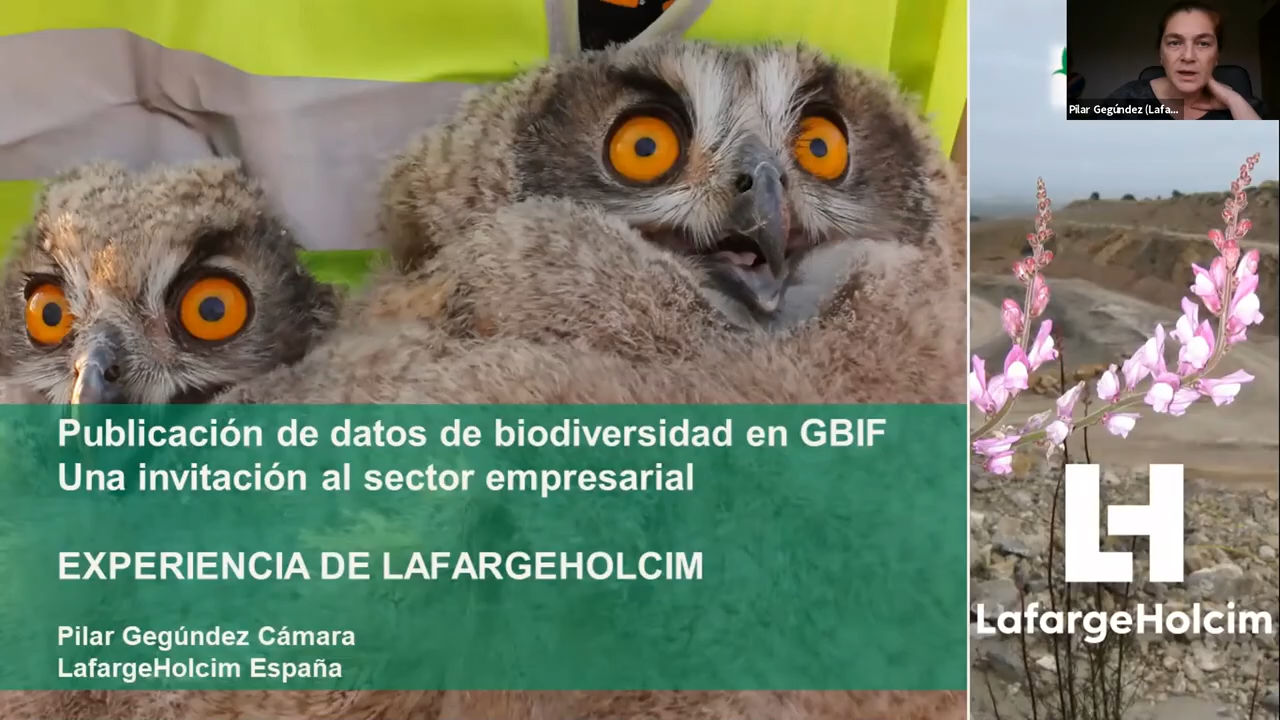 Pilar Gegúndez (Lafa...
Publicación de datos de biodiversidad en GBIF
Una invitación al sector empresarial
EXPERIENCIA DE LAFARGEHOLCIM
Pilar Gegúndez Cámara
LafargeHolcim España
LH
LafargeHolcim